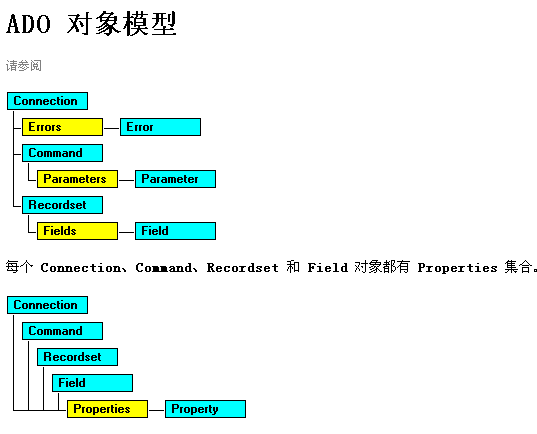 ADO 对象模型
请参阅
Connection
Errors Error
Command
Parameters Parameter
Recordset
Fields Field
每个 Connection、Command、Recordset 和 Field 对象都有 Properties 集合。
Connection
Command
Recordset
Field
Properties Property